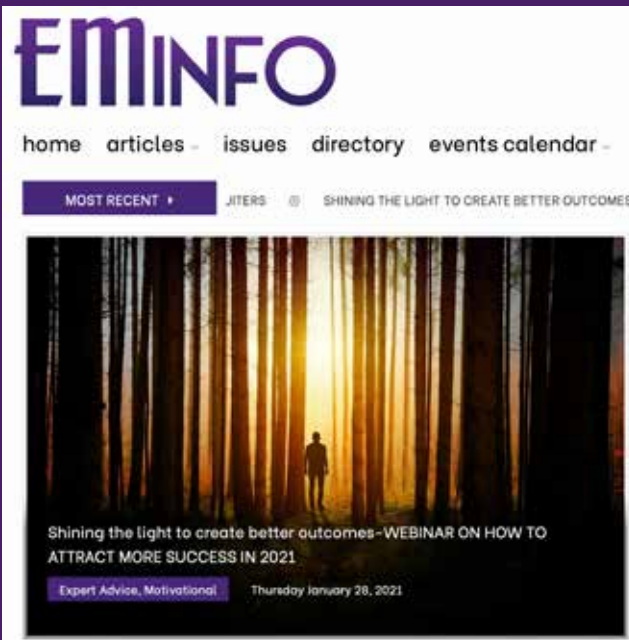 EMINFO
home articles issues directory events calendar
MOST RECENT JITERS SHINING THE LIGHT TO CREATE BETTER OUTCOMES
Shining the light to create better outcomes-WEBINAR ON HOW TO
ATTRACT MORE SUCCESS IN 2021
Expert Advice, Motivational Thursday January 28, 2021